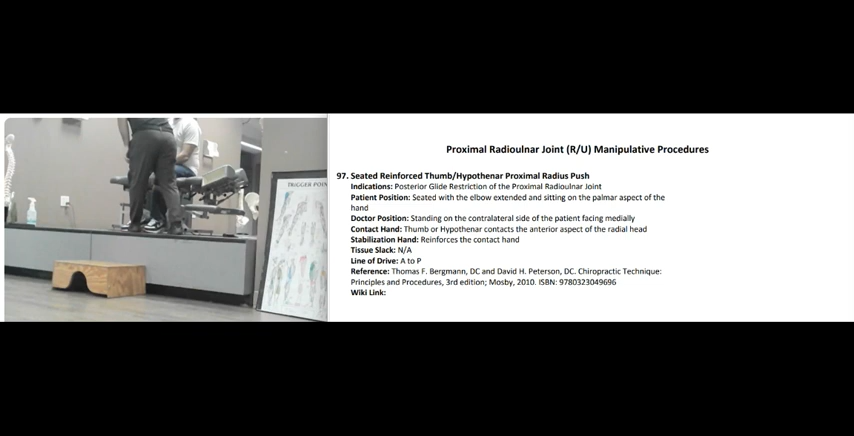 TRIGGER POIN
Proximal Radioulnar Joint (R/U) Manipulative Procedures
97. Seated Reinforced Thumb/Hypothenar Proximal Radius Push
Indications: Posterior Glide Restriction of the Proximal Radioulnar Joint
Patient Position: Seated with the elbow extended and sitting on the palmar aspect of the
hand
Doctor Position: Standing on the contralateral side of the patient facing medially
Contact Hand: Thumb or Hypothenar contacts the anterior aspect of the radial head
Stabilization Hand: Reinforces the contact hand
Tissue Slack: N/A
Line of Drive: A to P
Reference: Thomas F. Bergmann, DC and David H. Peterson, DC. Chiropractic Technique:
Principles and Procedures, 3rd edition; Mosby, 2010. ISBN: 9780323049696
Wiki Link: